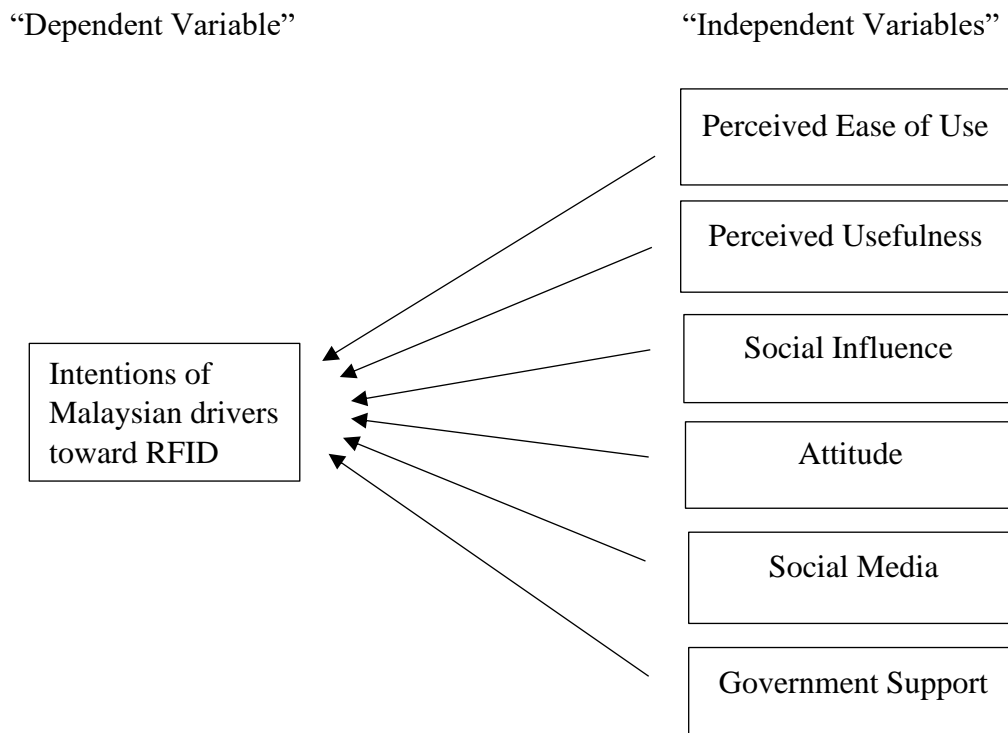 “Dependent Variable”
“Independent Variables”
Perceived Ease of Use
Perceived Usefulness
Social Influence
Intentions of
Malaysian drivers
toward RFID
Attitude
Social Media
Government Support